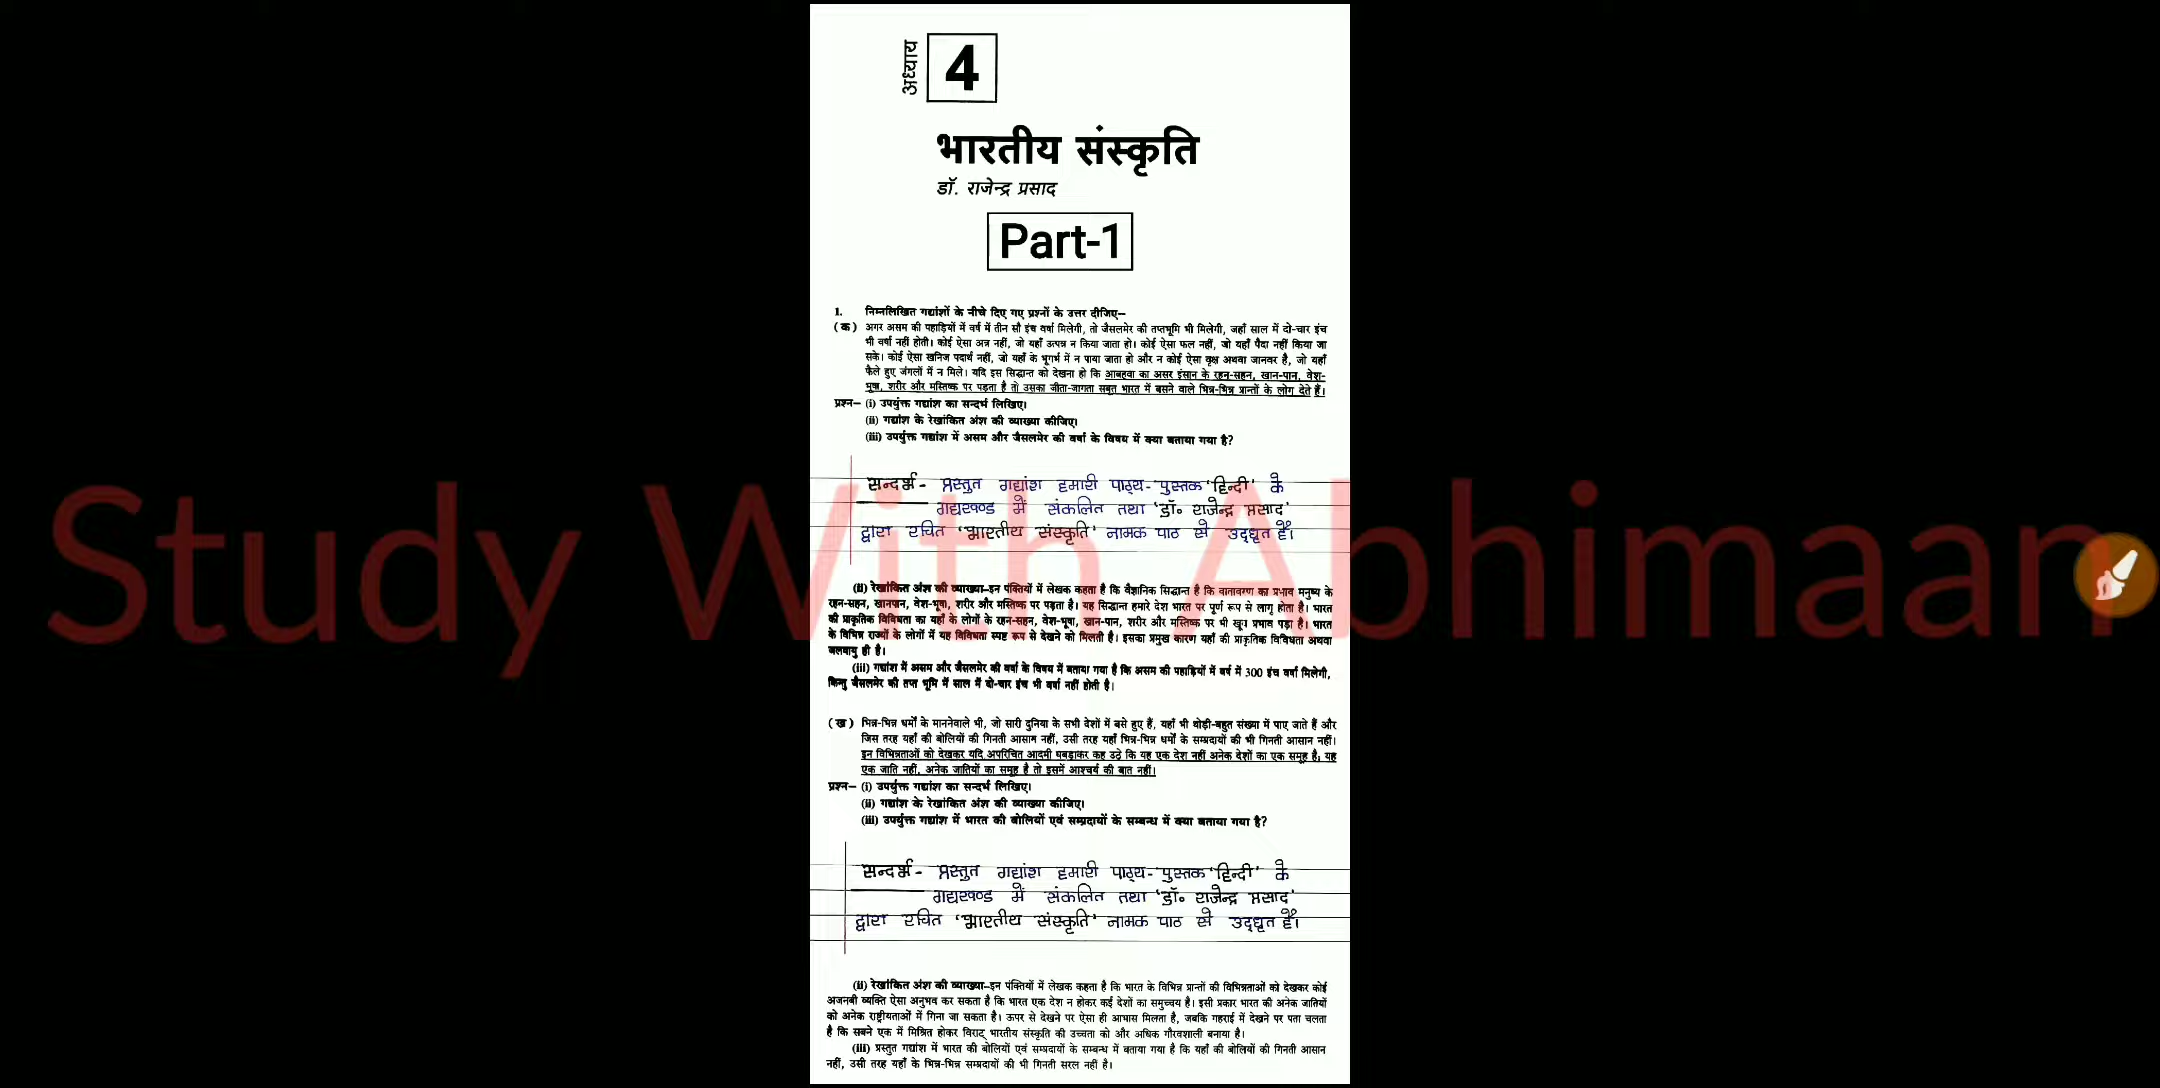 अध्याय 4
भारतीय संस्कृति
डॉ. राजेन्द्र प्रसाद
Part-1
1. निम्नलिखित गद्यांशों के नीचे दिए गए प्रश्नों के उत्तर दीजिए–
(क) अगर असम की पहाड़ियों में वर्ष में तीन सौ इंच वर्षा मिलेगी, तो जैसलमेर की तप्तभूमि भी मिलेगी, जहाँ साल में दो-चार इंच
भी वर्षा नहीं होती। कोई ऐसा अन्न नहीं, जो यहाँ उत्पन्न न किया जाता हो। कोई ऐसा फल नहीं, जो यहाँ पैदा नहीं किया जा
सके। कोई ऐसा खनिज पदार्थ नहीं, जो यहाँ के भूगर्भ में न पाया जाता हो और न कोई ऐसा वृक्ष अथवा जानवर है, जो यहाँ
फैले हुए जंगलों में न मिले। यदि इस सिद्धान्त को देखना हो कि आबहवा का असर इंसान के रहन-सहन, खान-पान, वेश-
भूषा, शरीर और मस्तिष्क पर पड़ता है तो उसका जीता-जागता सबूत भारत में बसने वाले भिन्न-भिन्न प्रान्तों के लोग देते हैं।
प्रश्न– (i) उपर्युक्त गद्यांश का सन्दर्भ लिखिए।
(ii) गद्यांश के रेखांकित अंश की व्याख्या कीजिए।
(iii) उपर्युक्त गद्यांश में असम और जैसलमेर की वर्षा के विषय में क्या बताया गया है?
सन्दर्भ- प्रस्तुत गद्यांश हमारी पाठ्य-पुस्तक 'हिन्दी' के
गद्यखण्ड में संकलित तथा 'डॉ० राजेन्द्र प्रसाद'
द्वारा रचित 'भारतीय संस्कृति' नामक पाठ से उद्धृत है।
Study With Abhimaan
(ii) रेखांकित अंश की व्याख्या–इन पंक्तियों में लेखक कहता है कि वैज्ञानिक सिद्धान्त है कि वातावरण का प्रभाव मनुष्य के
रहन-सहन, खानपान, वेश-भूषा, शरीर और मस्तिष्क पर पड़ता है। यह सिद्धान्त हमारे देश भारत पर पूर्ण रूप से लागू होता है। भारत
की प्राकृतिक विविधता का यहाँ के लोगों के रहन-सहन, वेश-भूषा, खान-पान, शरीर और मस्तिष्क पर भी खूब प्रभाव पड़ा है। भारत
के विभिन्न राज्यों के लोगों में यह विविधता स्पष्ट रूप से देखने को मिलती है। इसका प्रमुख कारण यहाँ की प्राकृतिक विविधता अथवा
जलवायु ही है।
(iii) गद्यांश में असम और जैसलमेर की वर्षा के विषय में बताया गया है कि असम की पहाड़ियों में वर्ष में 300 इंच वर्षा मिलेगी,
किन्तु जैसलमेर की तप्त भूमि में साल में दो-चार इंच भी वर्षा नहीं होती है।
(ख) भिन्न-भिन्न धर्मों के माननेवाले भी, जो सारी दुनिया के सभी देशों में बसे हुए हैं, यहाँ भी थोड़ी-बहुत संख्या में पाए जाते हैं और
जिस तरह यहाँ की बोलियों की गिनती आसान नहीं, उसी तरह यहाँ भिन्न-भिन्न धर्मों के सम्प्रदायों की भी गिनती आसान नहीं।
इन विभिन्नताओं को देखकर यदि अपरिचित आदमी घबड़ाकर कह उठे कि यह एक देश नहीं अनेक देशों का एक समूह है; यह
एक जाति नहीं, अनेक जातियों का समूह है तो इसमें आश्चर्य की बात नहीं।
प्रश्न– (i) उपर्युक्त गद्यांश का सन्दर्भ लिखिए।
(ii) गद्यांश के रेखांकित अंश की व्याख्या कीजिए।
(iii) उपर्युक्त गद्यांश में भारत की बोलियों एवं सम्प्रदायों के सम्बन्ध में क्या बताया गया है?
सन्दर्भ- प्रस्तुत गद्यांश हमारी पाठ्य-पुस्तक 'हिन्दी' के
गद्यखण्ड में संकलित तथा 'डॉ० राजेन्द्र प्रसाद'
द्वारा रचित 'भारतीय संस्कृति' नामक पाठ से उद्धृत है।
(ii) रेखांकित अंश की व्याख्या–इन पंक्तियों में लेखक कहता है कि भारत के विभिन्न प्रान्तों की विभिन्नताओं को देखकर कोई
अजनबी व्यक्ति ऐसा अनुभव कर सकता है कि भारत एक देश न होकर कई देशों का समुच्चय है। इसी प्रकार भारत की अनेक जातियों
को अनेक राष्ट्रीयताओं में गिना जा सकता है। ऊपर से देखने पर ऐसा ही आभास मिलता है, जबकि गहराई में देखने पर पता चलता
है कि सबने एक में मिश्रित होकर विराट् भारतीय संस्कृति की उच्चता को और अधिक गौरवशाली बनाया है।
(iii) प्रस्तुत गद्यांश में भारत की बोलियों एवं सम्प्रदायों के सम्बन्ध में बताया गया है कि यहाँ की बोलियों की गिनती आसान
नहीं, उसी तरह यहाँ के भिन्न-भिन्न सम्प्रदायों की भी गिनती सरल नहीं है।